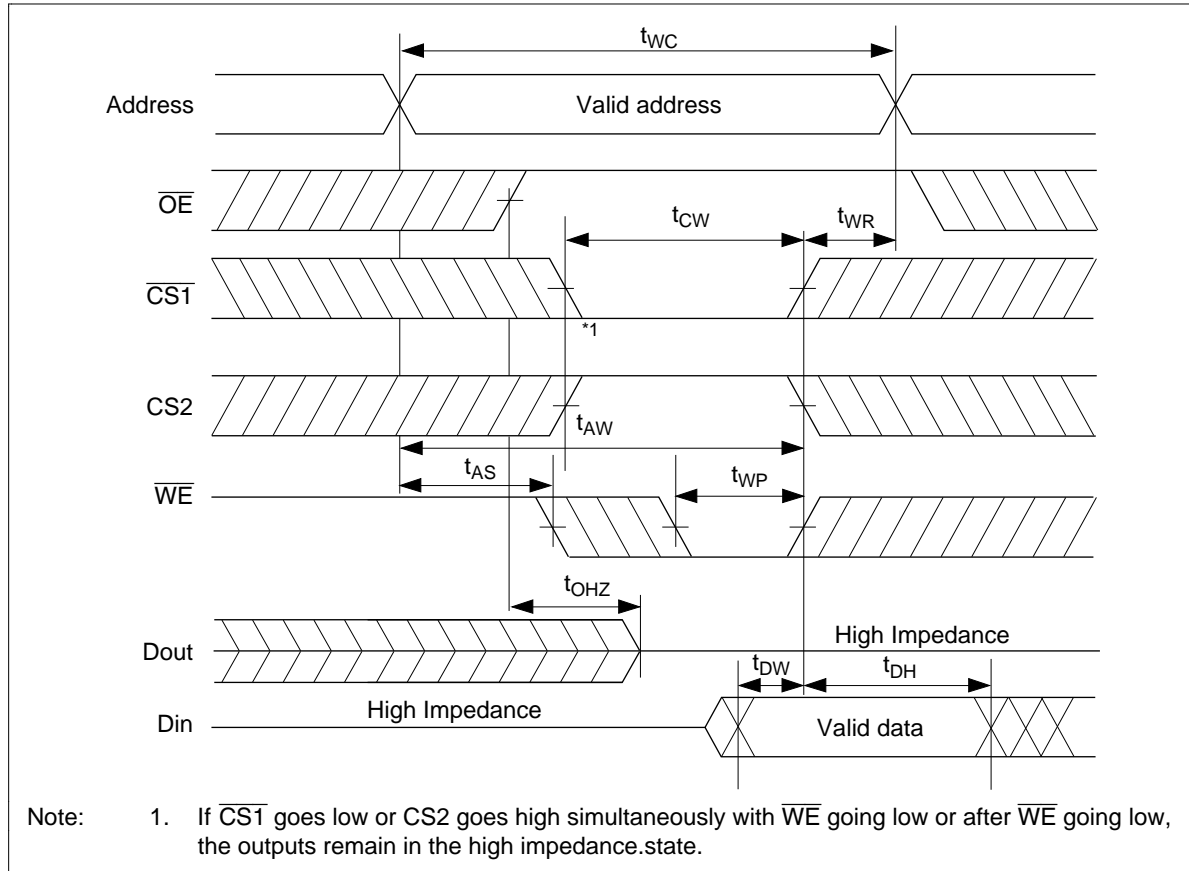 tWC
Address
Valid address
OE
tCW
tWR
CS1
*1
CS2
tAW
tAS
tWP
WE
tOHZ
Dout
High Impedance
tDW
tDH
Din
High Impedance
Valid data
Note: 1. If CS1 goes low or CS2 goes high simultaneously with WE going low or after WE going low,
the outputs remain in the high impedance.state.